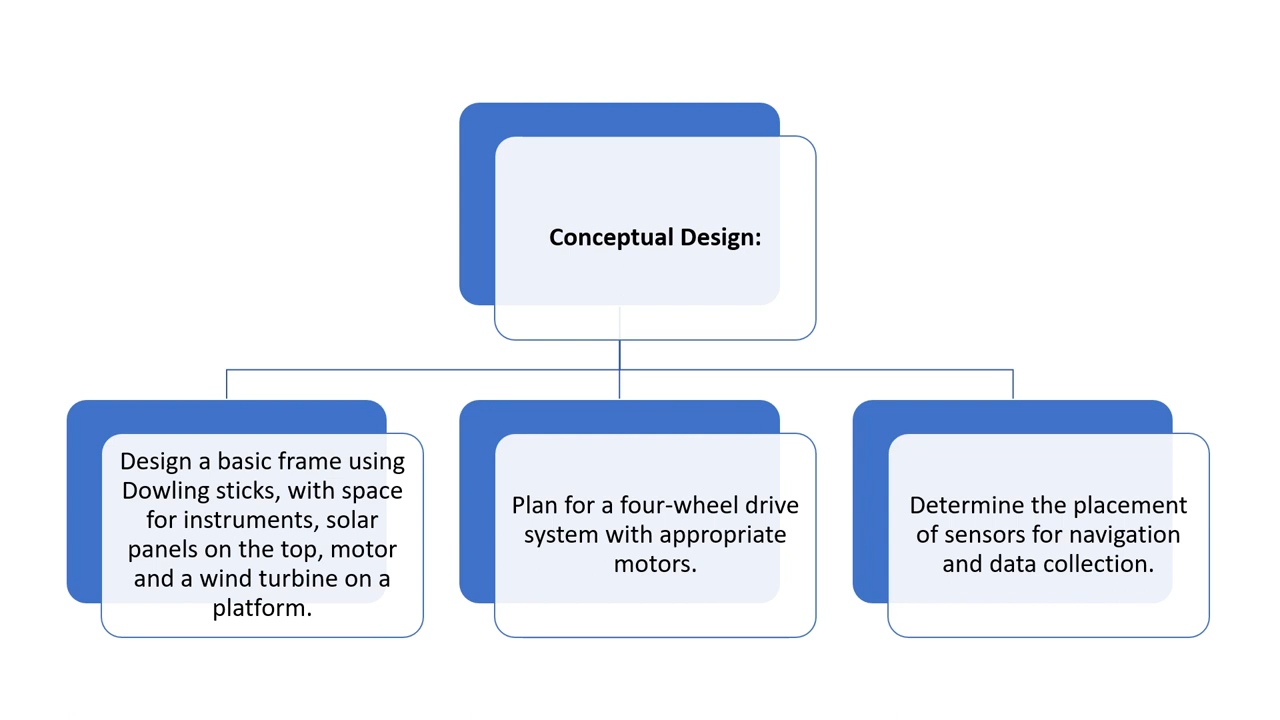 Conceptual Design:
Design a basic frame using
Dowling sticks, with space
for instruments, solar
panels on the top, motor
and a wind turbine on a
platform.
Plan for a four-wheel drive
system with appropriate
motors.
Determine the placement
of sensors for navigation
and data collection.